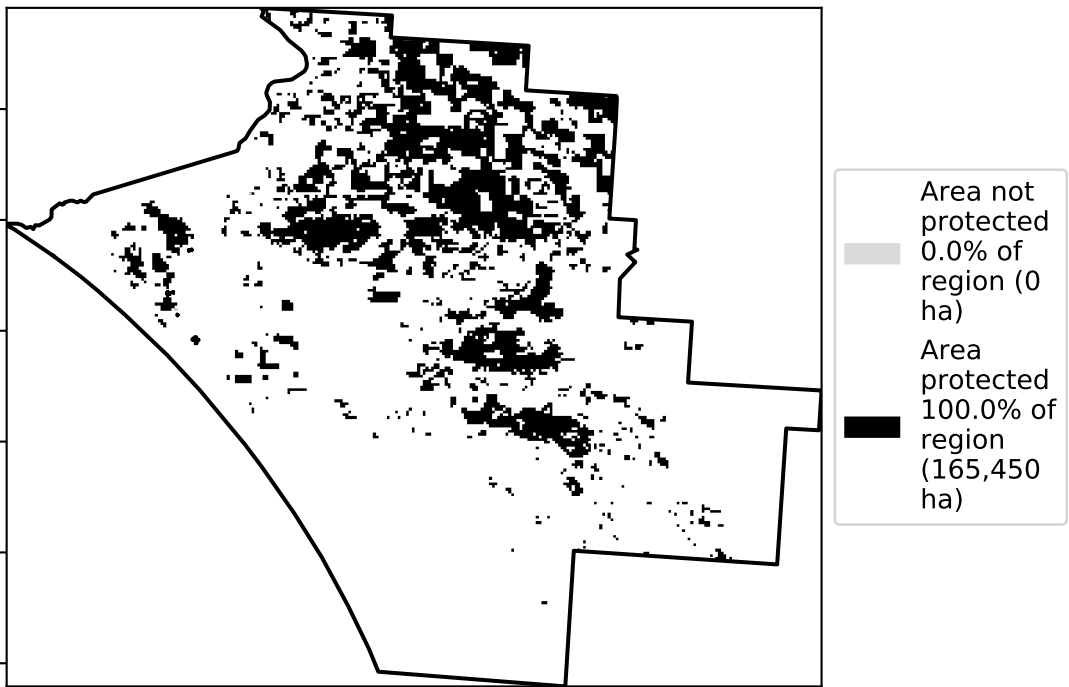 Area not
protected
0.0% of
region (0
ha)
Area
protected
100.0% of
region
(165,450
ha)